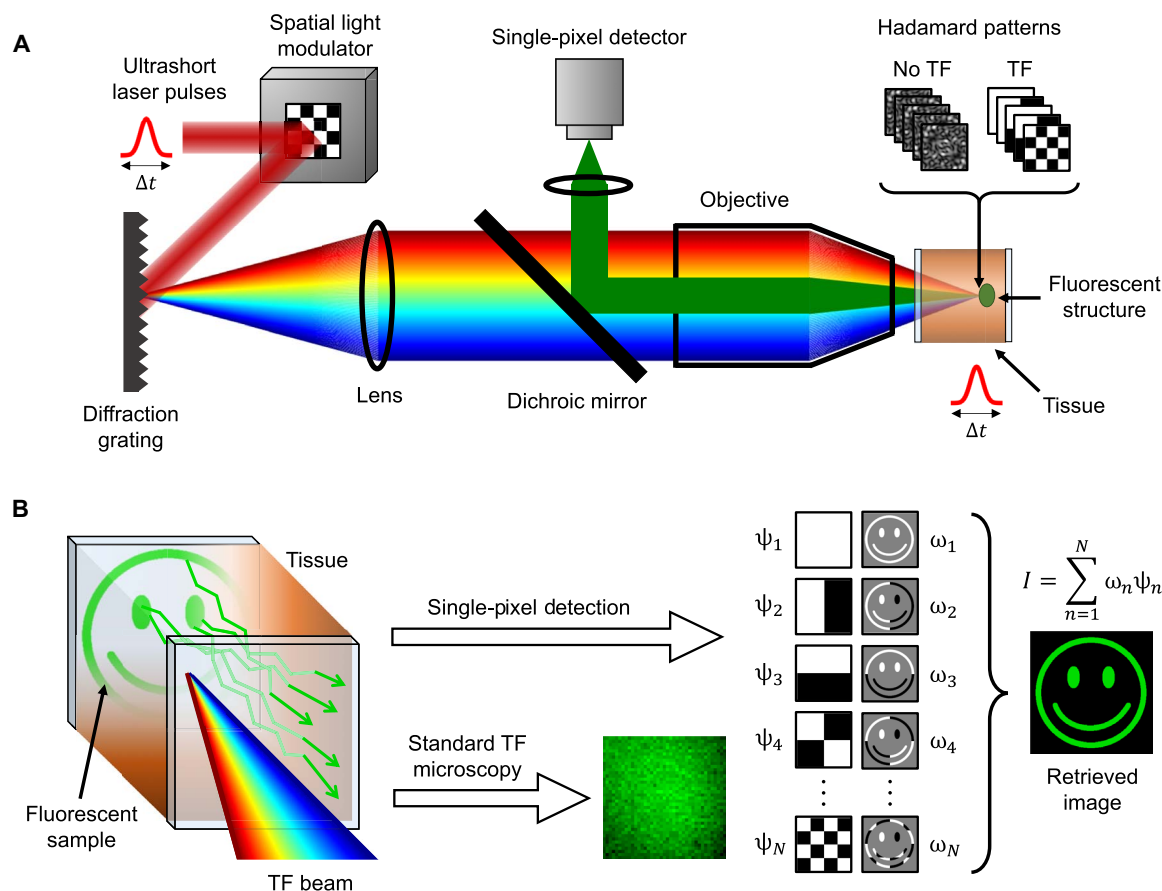 A
Spatial light
modulator
Ultrashort
laser pulses
Δt
Single-pixel detector
Hadamard patterns
No TF
TF
Objective
Fluorescent
structure
Lens
Dichroic mirror
Diffraction
grating
Tissue
Δt
B
Tissue
Single-pixel detection
Standard TF
microscopy
Fluorescent
sample
TF beam
ψ1
ω1
ψ2
ω2
ψ3
ω3
ψ4
ω4
ψN
ωN
I = ∑ ωnψn
N
n=1
Retrieved
image